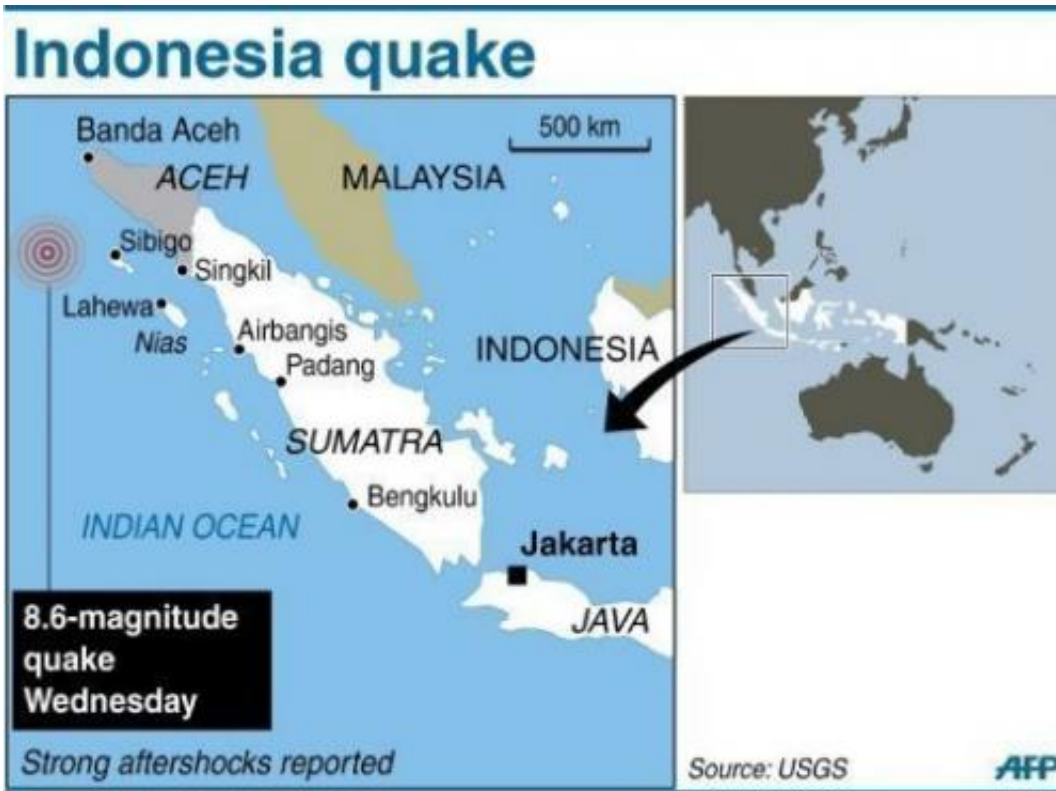 Indonesia quake
Banda Aceh
500 km
ACEH
MALAYSIA
Sibigo
Singkil
Lahewa
Nias
Airbangis
INDONESIA
Padang
SUMATRA
Bengkulu
INDIAN OCEAN
Jakarta
JAVA
8.6-magnitude
quake
Wednesday
Strong aftershocks reported
Source: USGS
AFP